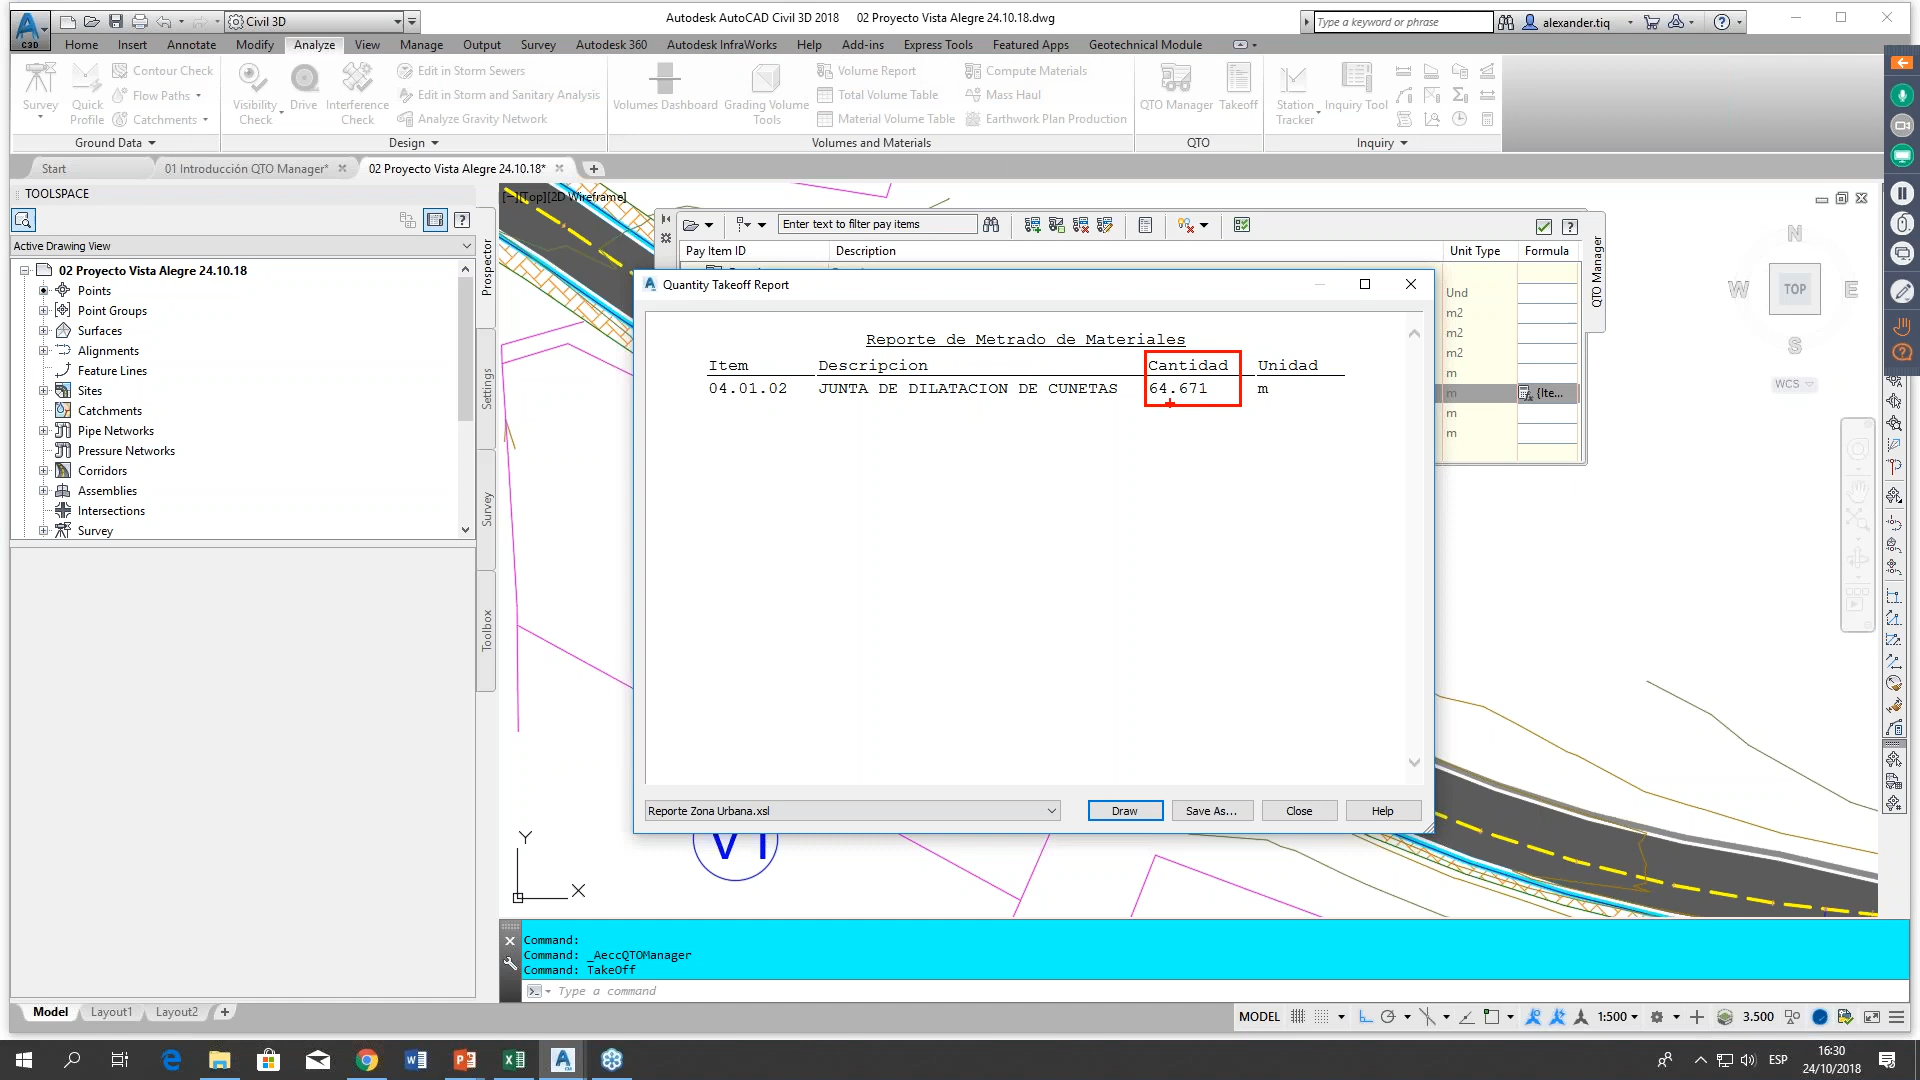 Civil 3D
Autodesk AutoCAD Civil 3D 2018
02 Proyecto Vista Alegre 24.10.18.dwg
Type a keyword or phrase
alexander.tiq
C3D
Home
Insert
Annotate
Modify
Analyze
View
Manage
Output
Survey
Autodesk 360
Autodesk InfraWorks
Help
Add-ins
Express Tools
Featured Apps
Geotechnical Module
Survey
Quick Profile
Contour Check
Flow Paths
Catchments
Visibility Check
Drive
Interference Check
Edit in Storm Sewers
Edit in Storm and Sanitary Analysis
Analyze Gravity Network
Volumes Dashboard
Grading Volume Tools
Volume Report
Total Volume Table
Material Volume Table
Compute Materials
Mass Haul
Earthwork Plan Production
QTO Manager
Takeoff
Station Tracker
Inquiry Tool
Ground Data
Design
Volumes and Materials
QTO
Inquiry
Start
01 Introducción QTO Manager*
02 Proyecto Vista Alegre 24.10.18*
TOOLSPACE
Active Drawing View
02 Proyecto Vista Alegre 24.10.18
Points
Point Groups
Surfaces
Alignments
Feature Lines
Sites
Catchments
Pipe Networks
Pressure Networks
Corridors
Assemblies
Intersections
Survey
Prospector
Settings
Survey
Toolbox
[−][Top][2D Wireframe]
Enter text to filter pay items
Pay Item ID
Description
Unit Type
Formula
Und
m2
m2
m2
m
m
{Ite...
m
m
QTO Manager
N
W
TOP
E
S
WCS
Quantity Takeoff Report
Reporte de Metrado de Materiales
Item
Descripcion
Cantidad
Unidad
04.01.02
JUNTA DE DILATACION DE CUNETAS
64.671
m
Reporte Zona Urbana.xsl
Draw
Save As...
Close
Help
Y
X
Command:
Command: _AeccQTOManager
Command: TakeOff
Type a command
Model
Layout1
Layout2
MODEL
1:500
3.500
ESP
16:30
24/10/2018